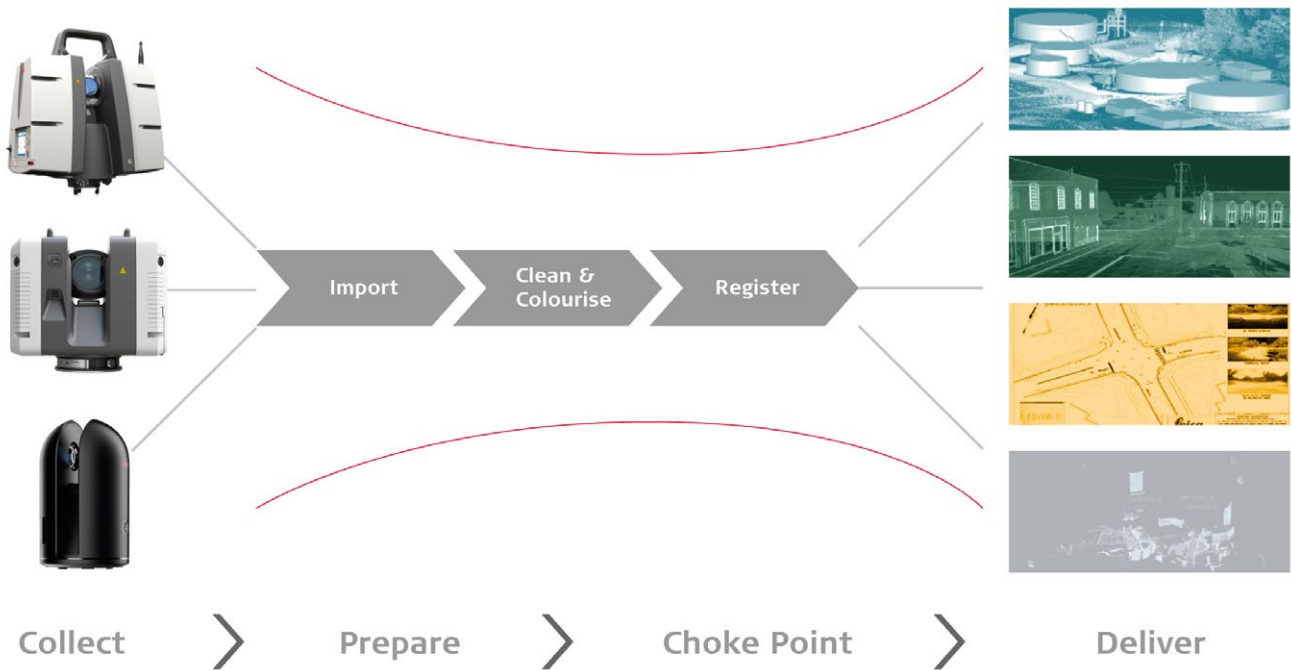 Import
Clean &
Colourise
Register
Collect
Prepare
Choke Point
Deliver